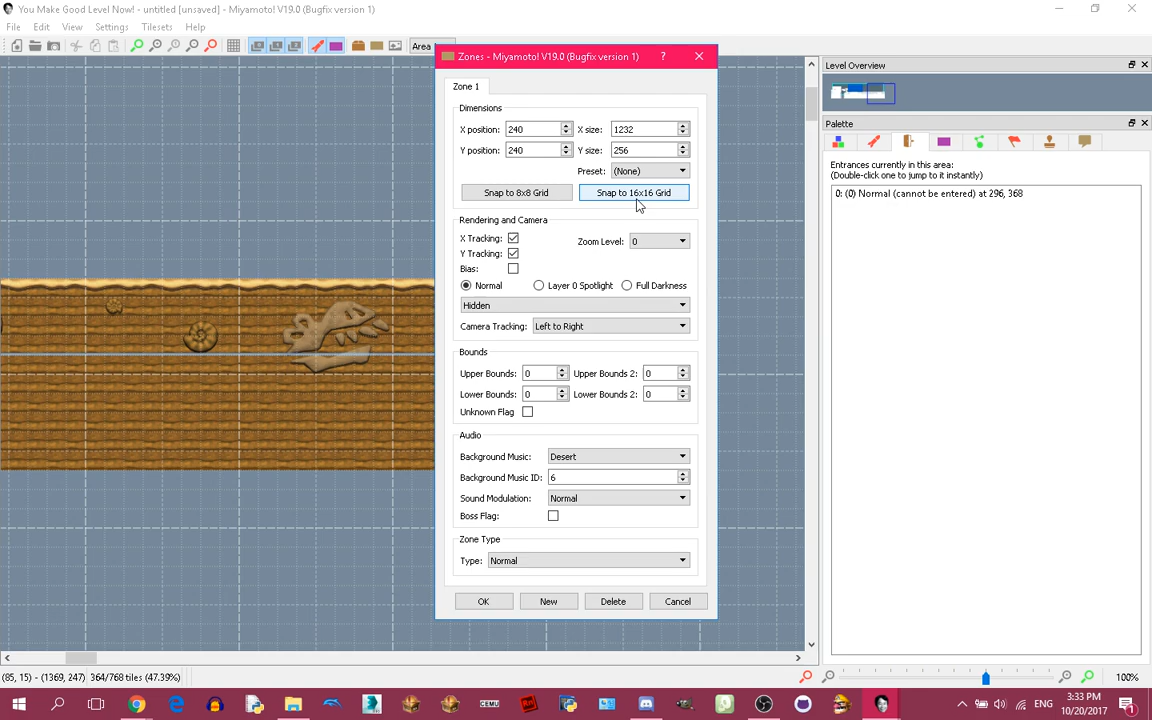 You Make Good Level Now! - untitled [unsaved] - Miyamoto! V19.0 (Bugfix version 1)
File Edit View Settings Tilesets Help
Area
Zones - Miyamoto! V19.0 (Bugfix version 1) ?
Zone 1
Dimensions
X position: 240 X size: 1232
Y position: 240 Y size: 256
Preset: (None)
Snap to 8x8 Grid Snap to 16x16 Grid
Rendering and Camera
X Tracking:
Y Tracking: Zoom Level: 0
Bias:
Normal Layer 0 Spotlight Full Darkness
Hidden
Camera Tracking: Left to Right
Bounds
Upper Bounds: 0 Upper Bounds 2: 0
Lower Bounds: 0 Lower Bounds 2: 0
Unknown Flag
Audio
Background Music: Desert
Background Music ID: 6
Sound Modulation: Normal
Boss Flag:
Zone Type
Type: Normal
OK New Delete Cancel
Level Overview
Palette
Entrances currently in this area:
(Double-click one to jump to it instantly)
0: (0) Normal (cannot be entered) at 296, 368
(85, 15) - (1369, 247) 364/768 tiles (47.39%)
100%
CEMU
ENG
3:33 PM
10/20/2017
1